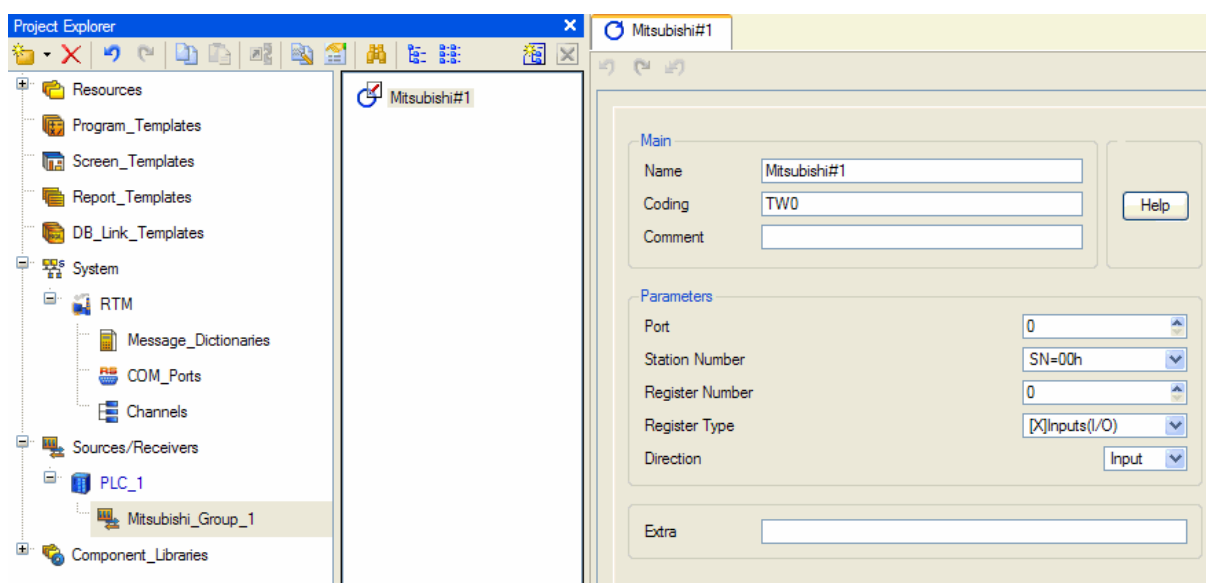 Project Explorer
Resources
Program_Templates
Screen_Templates
Report_Templates
DB_Link_Templates
System
RTM
Message_Dictionaries
COM_Ports
Channels
Sources/Receivers
PLC_1
Mitsubishi_Group_1
Component_Libraries
Mitsubishi#1
Mitsubishi#1
Main
Name Mitsubishi#1
Coding TW0
Comment
Help
Parameters
Port 0
Station Number SN=00h
Register Number 0
Register Type [X]Inputs(I/O)
Direction Input
Extra